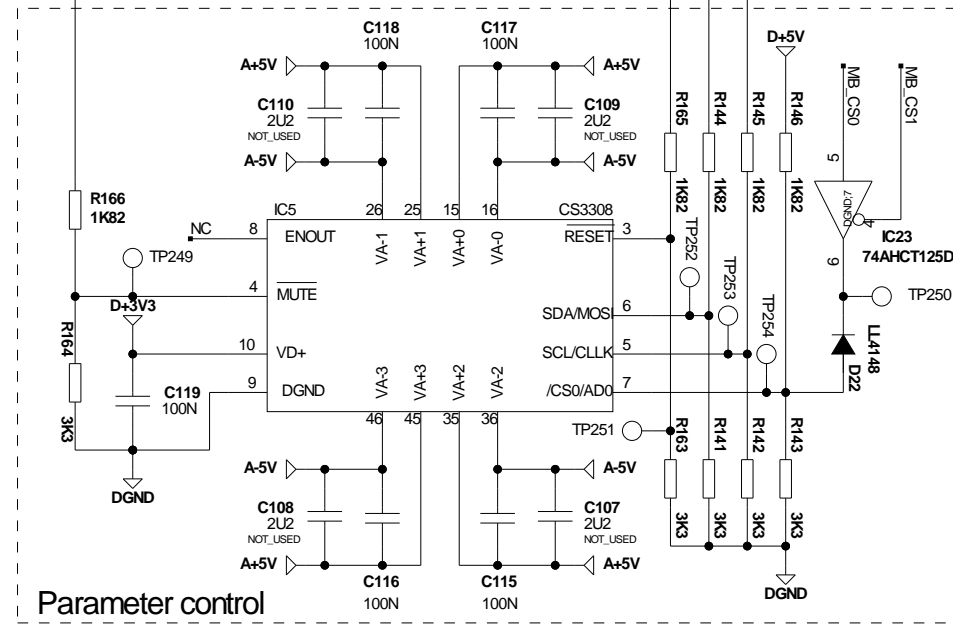 C118
100N
C117
100N
D+5V
A+5V
A+5V
C110
2U2
NOT_USED
C109
2U2
NOT_USED
A-5V
A-5V
R165
1K82
R144
1K82
R145
1K82
R146
1K82
MB_CS0
MB_CS1
5
DGND;7
4
IC23
74AHCT125D
6
R166
1K82
IC5
26
25
15
16
CS3308
NC
8
ENOUT
VA-1
VA+1
VA+0
VA-0
RESET
3
TP249
TP252
TP253
TP254
TP250
4
MUTE
D+3V3
SDA/MOSI
6
R164
3K3
10
VD+
SCL/CLLK
5
LL4148
D22
C119
100N
9
DGND
VA-3
VA+3
VA+2
VA-2
/CS0/AD0
7
46
45
35
36
TP251
R163
3K3
R141
3K3
R142
3K3
R143
3K3
DGND
A-5V
A-5V
C108
2U2
NOT_USED
C107
2U2
NOT_USED
A+5V
A+5V
C116
100N
C115
100N
DGND
Parameter control